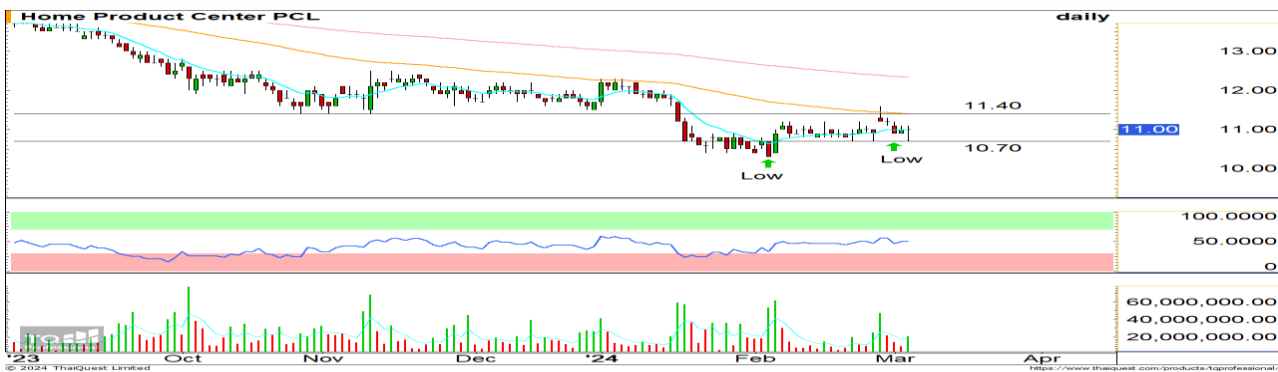 Home Product Center PCL daily
13.00
12.00
11.40
11.00
11.00
10.70
10.00
Low
Low
100.0000
50.0000
0
60,000,000.00
40,000,000.00
20,000,000.00
'23 Oct Nov Dec '24 Feb Mar Apr
© 2024 ThaiQuest Limited https://www.thaiquest.com/products/tqprofessional/